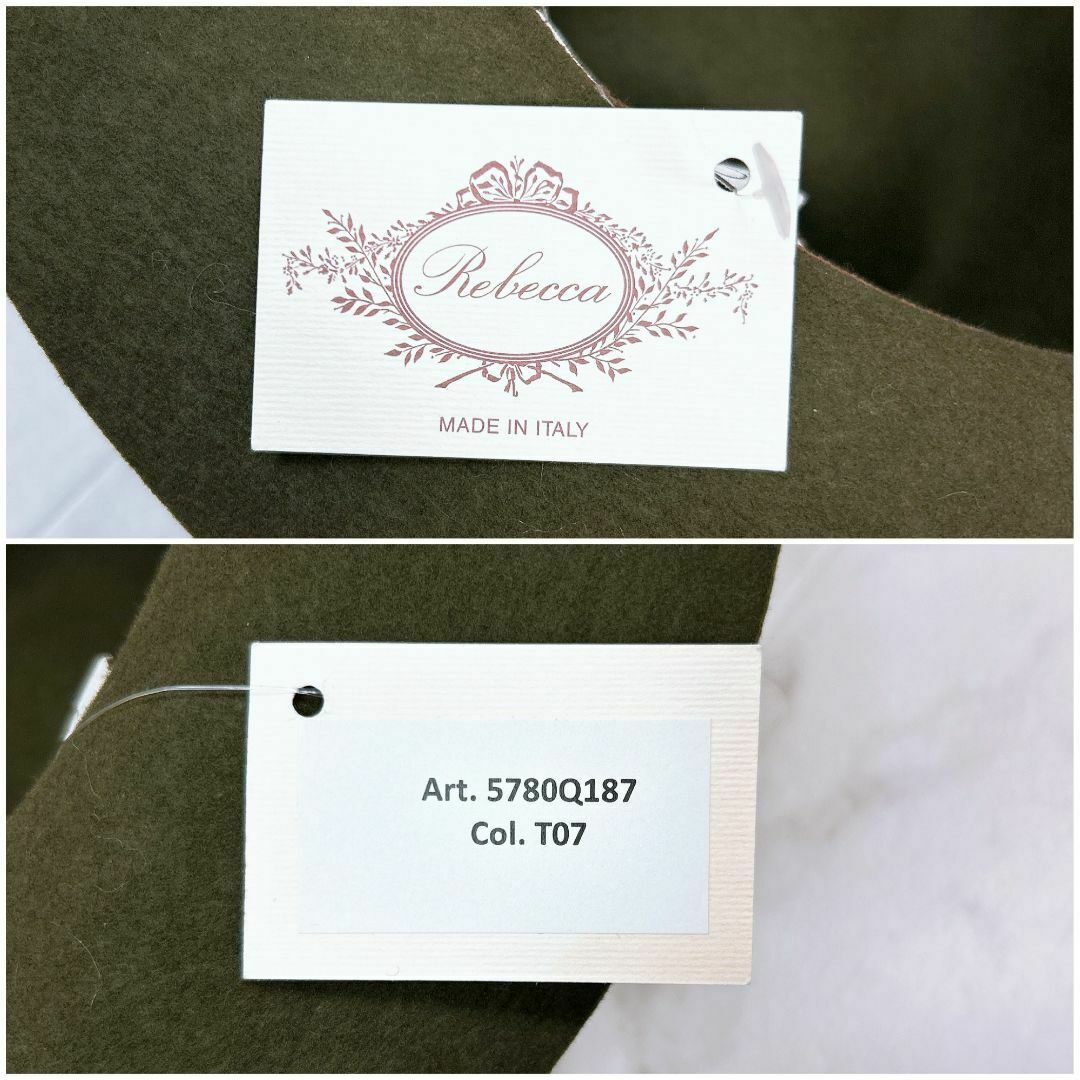 Rebecca
MADE IN ITALY
Art. 5780Q187
Col. T07